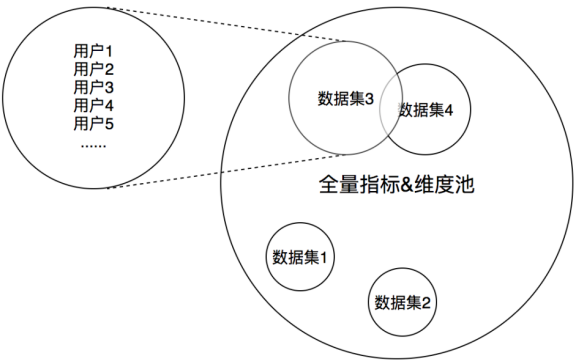 用户1
用户2
用户3
用户4
用户5
......
数据集3
数据集4
全量指标&维度池
数据集1
数据集2